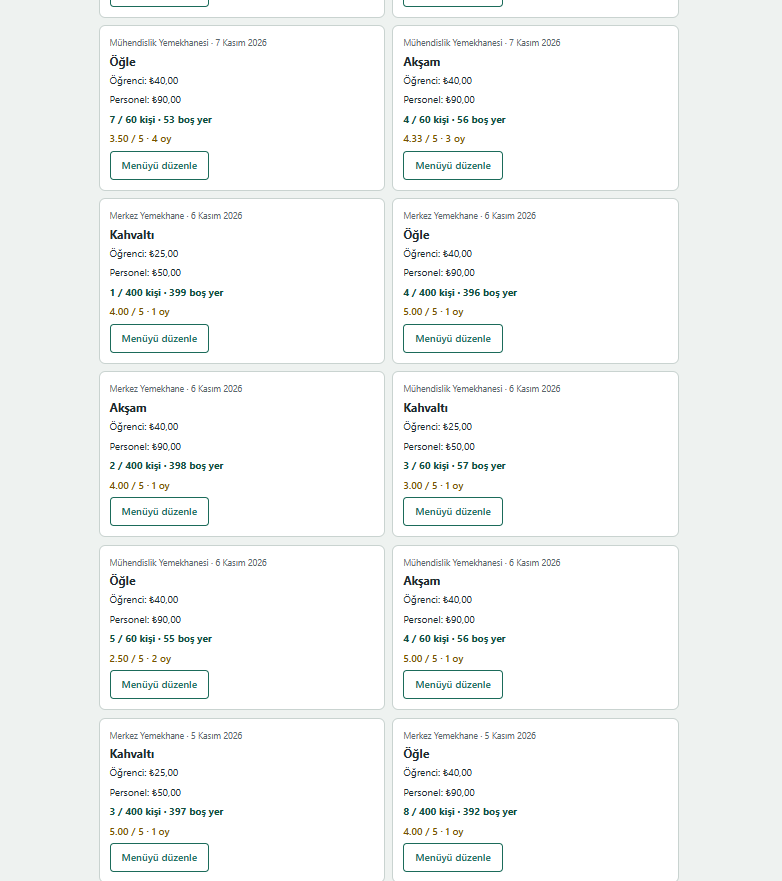 Mühendislik Yemekhanesi · 7 Kasım 2026
Öğle
Öğrenci: ₺40,00
Personel: ₺90,00
7 / 60 kişi · 53 boş yer
3.50 / 5 · 4 oy
Menüyü düzenle
Mühendislik Yemekhanesi · 7 Kasım 2026
Akşam
Öğrenci: ₺40,00
Personel: ₺90,00
4 / 60 kişi · 56 boş yer
4.33 / 5 · 3 oy
Menüyü düzenle
Merkez Yemekhane · 6 Kasım 2026
Kahvaltı
Öğrenci: ₺25,00
Personel: ₺50,00
1 / 400 kişi · 399 boş yer
4.00 / 5 · 1 oy
Menüyü düzenle
Merkez Yemekhane · 6 Kasım 2026
Öğle
Öğrenci: ₺40,00
Personel: ₺90,00
4 / 400 kişi · 396 boş yer
5.00 / 5 · 1 oy
Menüyü düzenle
Merkez Yemekhane · 6 Kasım 2026
Akşam
Öğrenci: ₺40,00
Personel: ₺90,00
2 / 400 kişi · 398 boş yer
4.00 / 5 · 1 oy
Menüyü düzenle
Mühendislik Yemekhanesi · 6 Kasım 2026
Kahvaltı
Öğrenci: ₺25,00
Personel: ₺50,00
3 / 60 kişi · 57 boş yer
3.00 / 5 · 1 oy
Menüyü düzenle
Mühendislik Yemekhanesi · 6 Kasım 2026
Öğle
Öğrenci: ₺40,00
Personel: ₺90,00
5 / 60 kişi · 55 boş yer
2.50 / 5 · 2 oy
Menüyü düzenle
Mühendislik Yemekhanesi · 6 Kasım 2026
Akşam
Öğrenci: ₺40,00
Personel: ₺90,00
4 / 60 kişi · 56 boş yer
5.00 / 5 · 1 oy
Menüyü düzenle
Merkez Yemekhane · 5 Kasım 2026
Kahvaltı
Öğrenci: ₺25,00
Personel: ₺50,00
3 / 400 kişi · 397 boş yer
5.00 / 5 · 1 oy
Menüyü düzenle
Merkez Yemekhane · 5 Kasım 2026
Öğle
Öğrenci: ₺40,00
Personel: ₺90,00
8 / 400 kişi · 392 boş yer
4.00 / 5 · 1 oy
Menüyü düzenle